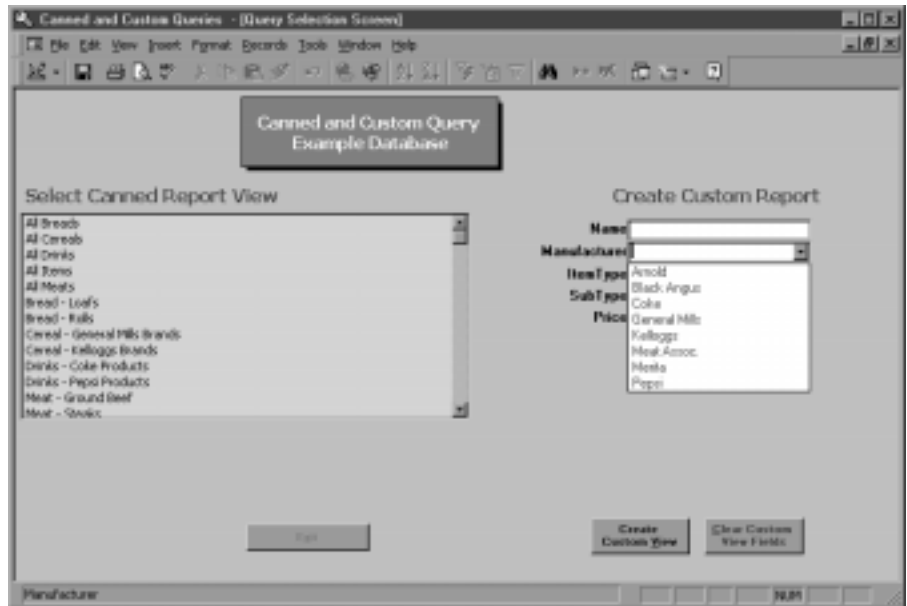 Canned and Custom Queries - [Query Selection Screen]
File Edit View Insert Format Records Tools Window Help
Canned and Custom Query
Example Database
Select Canned Report View
All Breads
All Cereals
All Drinks
All Items
All Meats
Bread - Loafs
Bread - Rolls
Cereal - General Mills Brands
Cereal - Kelloggs Brands
Drinks - Coke Products
Drinks - Pepsi Products
Meat - Ground Beef
Meat - Steaks
Create Custom Report
Name
Manufacturer
ItemType
SubType
Price
Arnold
Black Angus
Coke
General Mills
Kelloggs
Meat Assoc.
Pepsi
Exit
Create
Custom View
Clear Custom
View Fields
Manufacturer
NUM